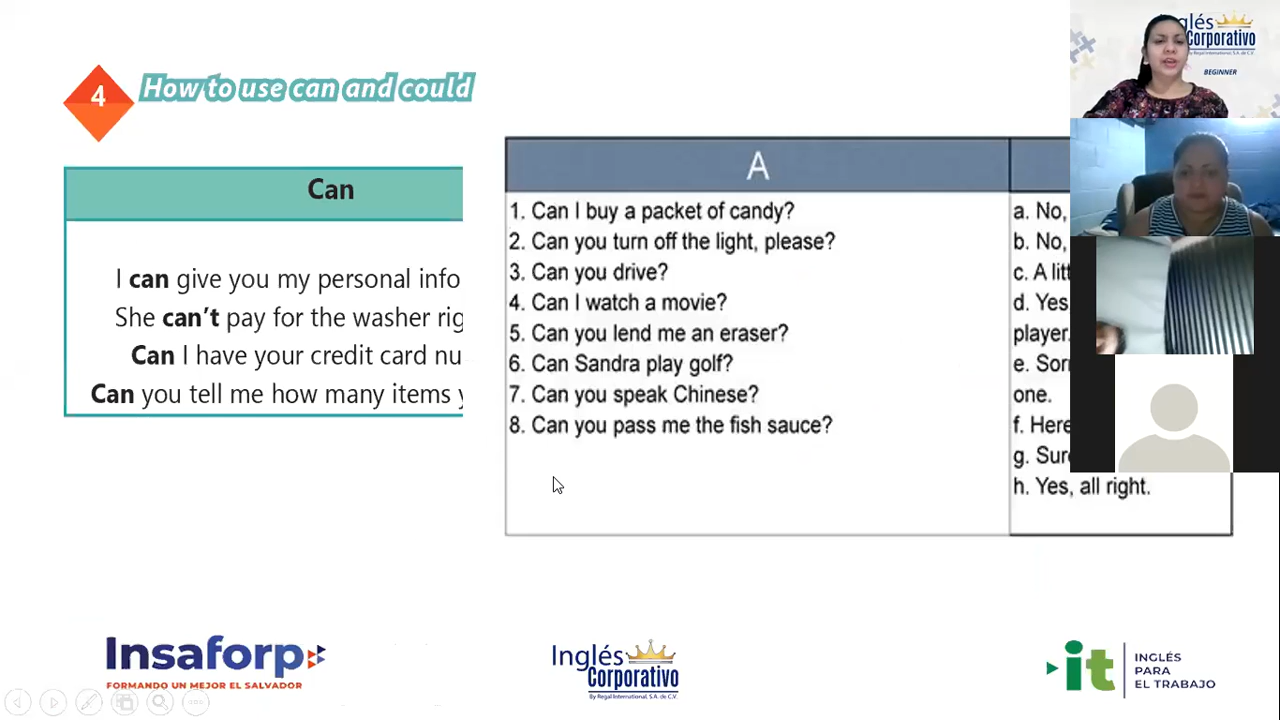 4 How to use can and could
Can
I can give you my personal info
She can't pay for the washer
Can I have your credit card
Can you tell me how many items
A
1. Can I buy a packet of candy?
2. Can you turn off the light, please?
3. Can you drive?
4. Can I watch a movie?
5. Can you lend me an eraser?
6. Can Sandra play golf?
7. Can you speak Chinese?
8. Can you pass me the fish sauce?
a. No,
b. No,
c. A
d. Yes
player.
e.
one.
f. Here
g. Sure
h. Yes, all right.
Inglés
Corporativo
By Regal International, S.A. de C.V.
BEGINNER
Insaforp
FORMANDO UN MEJOR EL SALVADOR
Inglés
Corporativo
By Regal International, S.A. de C.V.
it
INGLÉS
PARA
EL TRABAJO